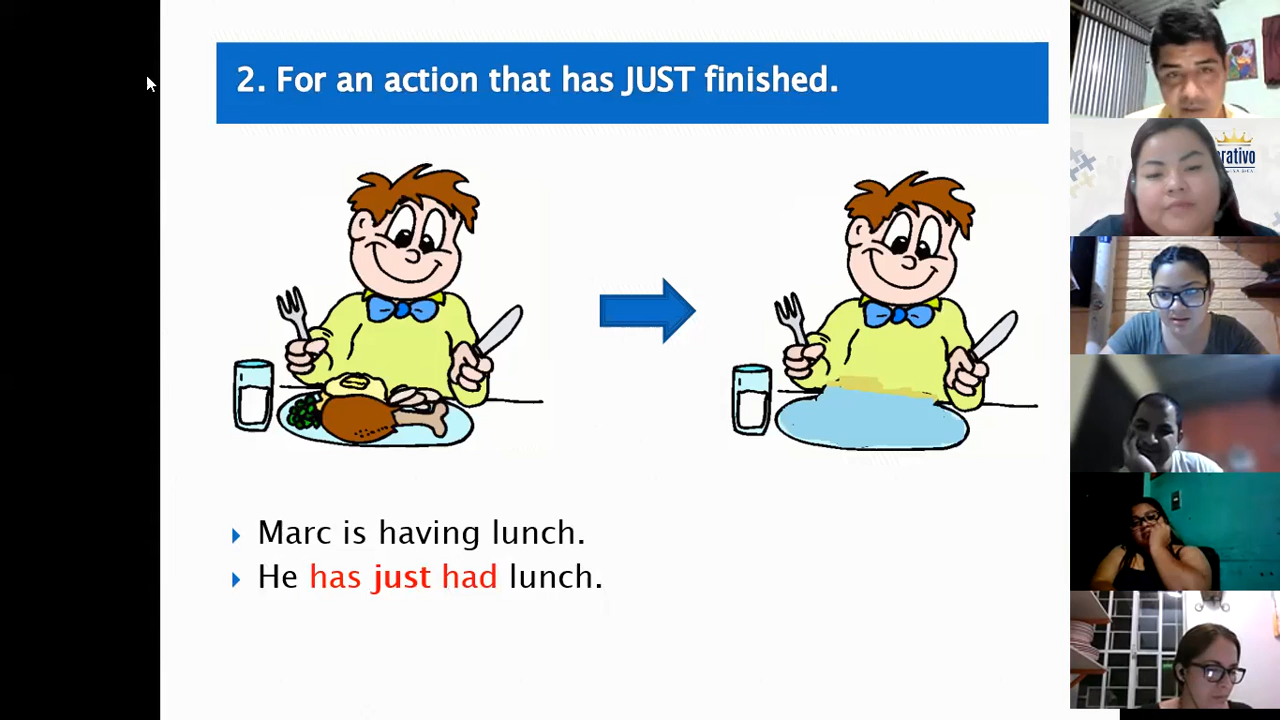 2. For an action that has JUST finished.
Marc is having lunch.
He has just had lunch.